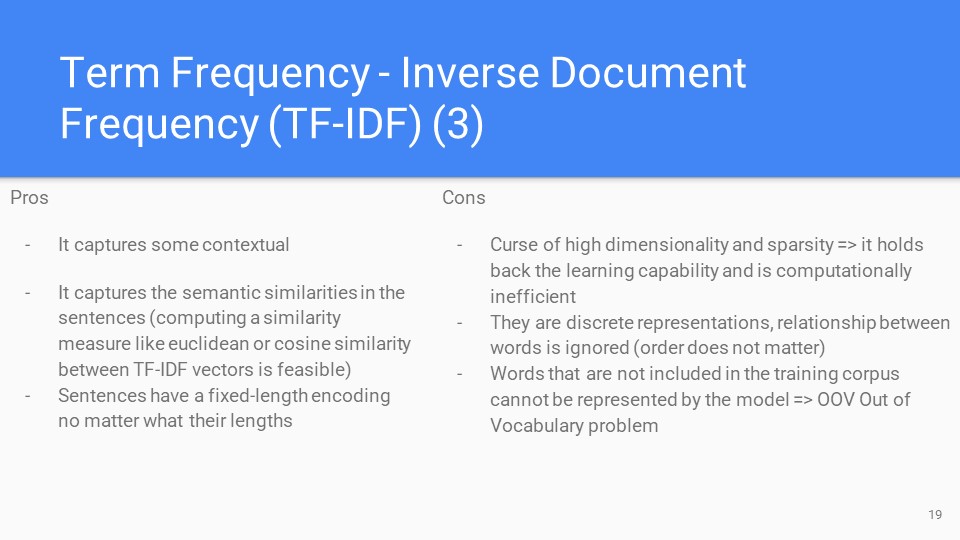 Term Frequency - Inverse Document
Frequency (TF-IDF) (3)
Pros
- It captures some contextual
- It captures the semantic similarities in the
sentences (computing a similarity
measure like euclidean or cosine similarity
between TF-IDF vectors is feasible)
- Sentences have a fixed-length encoding
no matter what their lengths
Cons
- Curse of high dimensionality and sparsity => it holds
back the learning capability and is computationally
inefficient
- They are discrete representations, relationship between
words is ignored (order does not matter)
- Words that are not included in the training corpus
cannot be represented by the model => OOV Out of
Vocabulary problem
19